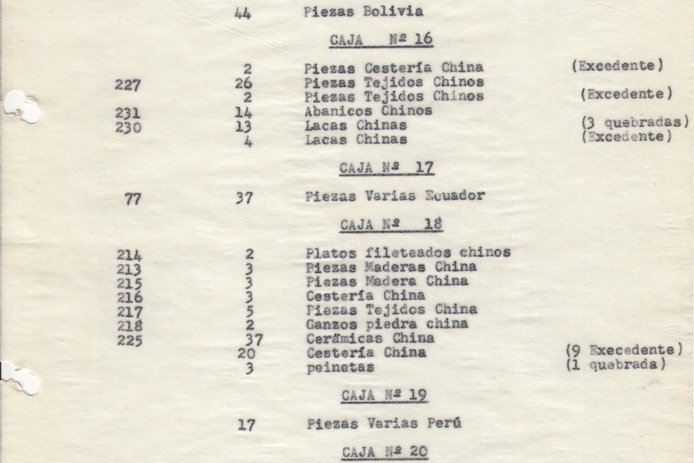 44 Piezas Bolivia
CAJA Nº 16
2 Piezas Cestería China (Excedente)
227 26 Piezas Tejidos Chinos
2 Piezas Tejidos Chinos (Excedente)
231 14 Abanicos Chinos
230 13 Lacas Chinas (3 quebradas)
4 Lacas Chinas (Excedente)
CAJA Nº 17
77 37 Piezas Varias Ecuador
CAJA Nº 18
214 2 Platos fileteados chinos
213 3 Piezas Maderas China
215 3 Piezas Madera China
216 3 Cestería China
217 5 Piezas Tejidos China
218 2 Ganzos piedra china
225 37 Cerámicas China
20 Cestería China (9 Execedente)
3 peinetas (1 quebrada)
CAJA Nº 19
17 Piezas Varias Perú
CAJA Nº 20